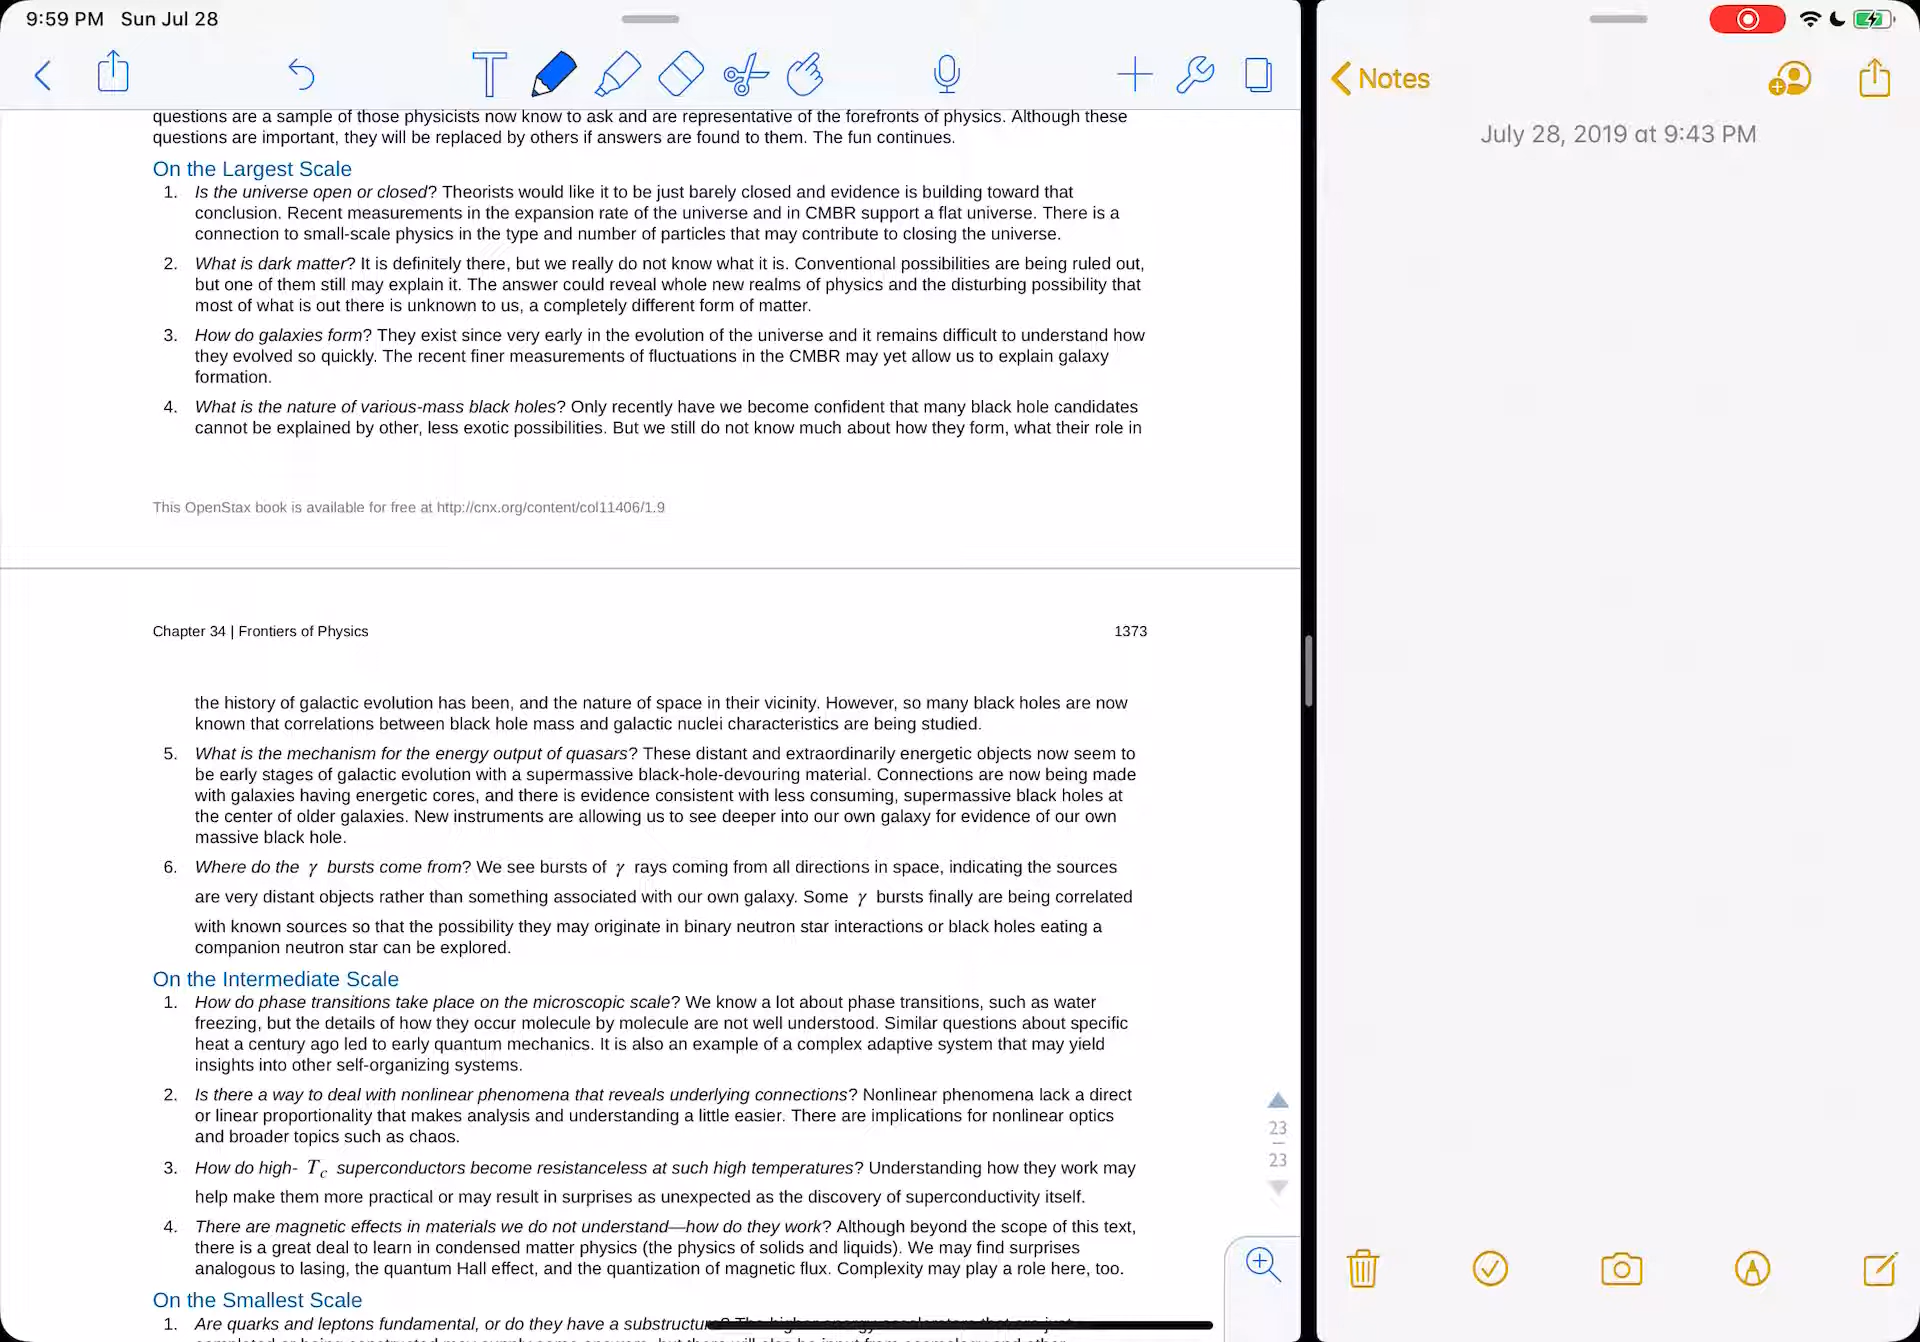 9:59 PM Sun Jul 28
questions are a sample of those physicists now know to ask and are representative of the forefronts of physics. Although these
questions are important, they will be replaced by others if answers are found to them. The fun continues.
On the Largest Scale
1. Is the universe open or closed? Theorists would like it to be just barely closed and evidence is building toward that
conclusion. Recent measurements in the expansion rate of the universe and in CMBR support a flat universe. There is a
connection to small-scale physics in the type and number of particles that may contribute to closing the universe.
2. What is dark matter? It is definitely there, but we really do not know what it is. Conventional possibilities are being ruled out,
but one of them still may explain it. The answer could reveal whole new realms of physics and the disturbing possibility that
most of what is out there is unknown to us, a completely different form of matter.
3. How do galaxies form? They exist since very early in the evolution of the universe and it remains difficult to understand how
they evolved so quickly. The recent finer measurements of fluctuations in the CMBR may yet allow us to explain galaxy
formation.
4. What is the nature of various-mass black holes? Only recently have we become confident that many black hole candidates
cannot be explained by other, less exotic possibilities. But we still do not know much about how they form, what their role in
This OpenStax book is available for free at http://cnx.org/content/col11406/1.9
Chapter 34 | Frontiers of Physics 1373
the history of galactic evolution has been, and the nature of space in their vicinity. However, so many black holes are now
known that correlations between black hole mass and galactic nuclei characteristics are being studied.
5. What is the mechanism for the energy output of quasars? These distant and extraordinarily energetic objects now seem to
be early stages of galactic evolution with a supermassive black-hole-devouring material. Connections are now being made
with galaxies having energetic cores, and there is evidence consistent with less consuming, supermassive black holes at
the center of older galaxies. New instruments are allowing us to see deeper into our own galaxy for evidence of our own
massive black hole.
6. Where do the γ bursts come from? We see bursts of γ rays coming from all directions in space, indicating the sources
are very distant objects rather than something associated with our own galaxy. Some γ bursts finally are being correlated
with known sources so that the possibility they may originate in binary neutron star interactions or black holes eating a
companion neutron star can be explored.
On the Intermediate Scale
1. How do phase transitions take place on the microscopic scale? We know a lot about phase transitions, such as water
freezing, but the details of how they occur molecule by molecule are not well understood. Similar questions about specific
heat a century ago led to early quantum mechanics. It is also an example of a complex adaptive system that may yield
insights into other self-organizing systems.
2. Is there a way to deal with nonlinear phenomena that reveals underlying connections? Nonlinear phenomena lack a direct
or linear proportionality that makes analysis and understanding a little easier. There are implications for nonlinear optics
and broader topics such as chaos.
3. How do high- Tc superconductors become resistanceless at such high temperatures? Understanding how they work may
help make them more practical or may result in surprises as unexpected as the discovery of superconductivity itself.
4. There are magnetic effects in materials we do not understand—how do they work? Although beyond the scope of this text,
there is a great deal to learn in condensed matter physics (the physics of solids and liquids). We may find surprises
analogous to lasing, the quantum Hall effect, and the quantization of magnetic flux. Complexity may play a role here, too.
On the Smallest Scale
1. Are quarks and leptons fundamental, or do they have a substructure? The higher energy accelerators that are just
23
23
Notes
July 28, 2019 at 9:43 PM